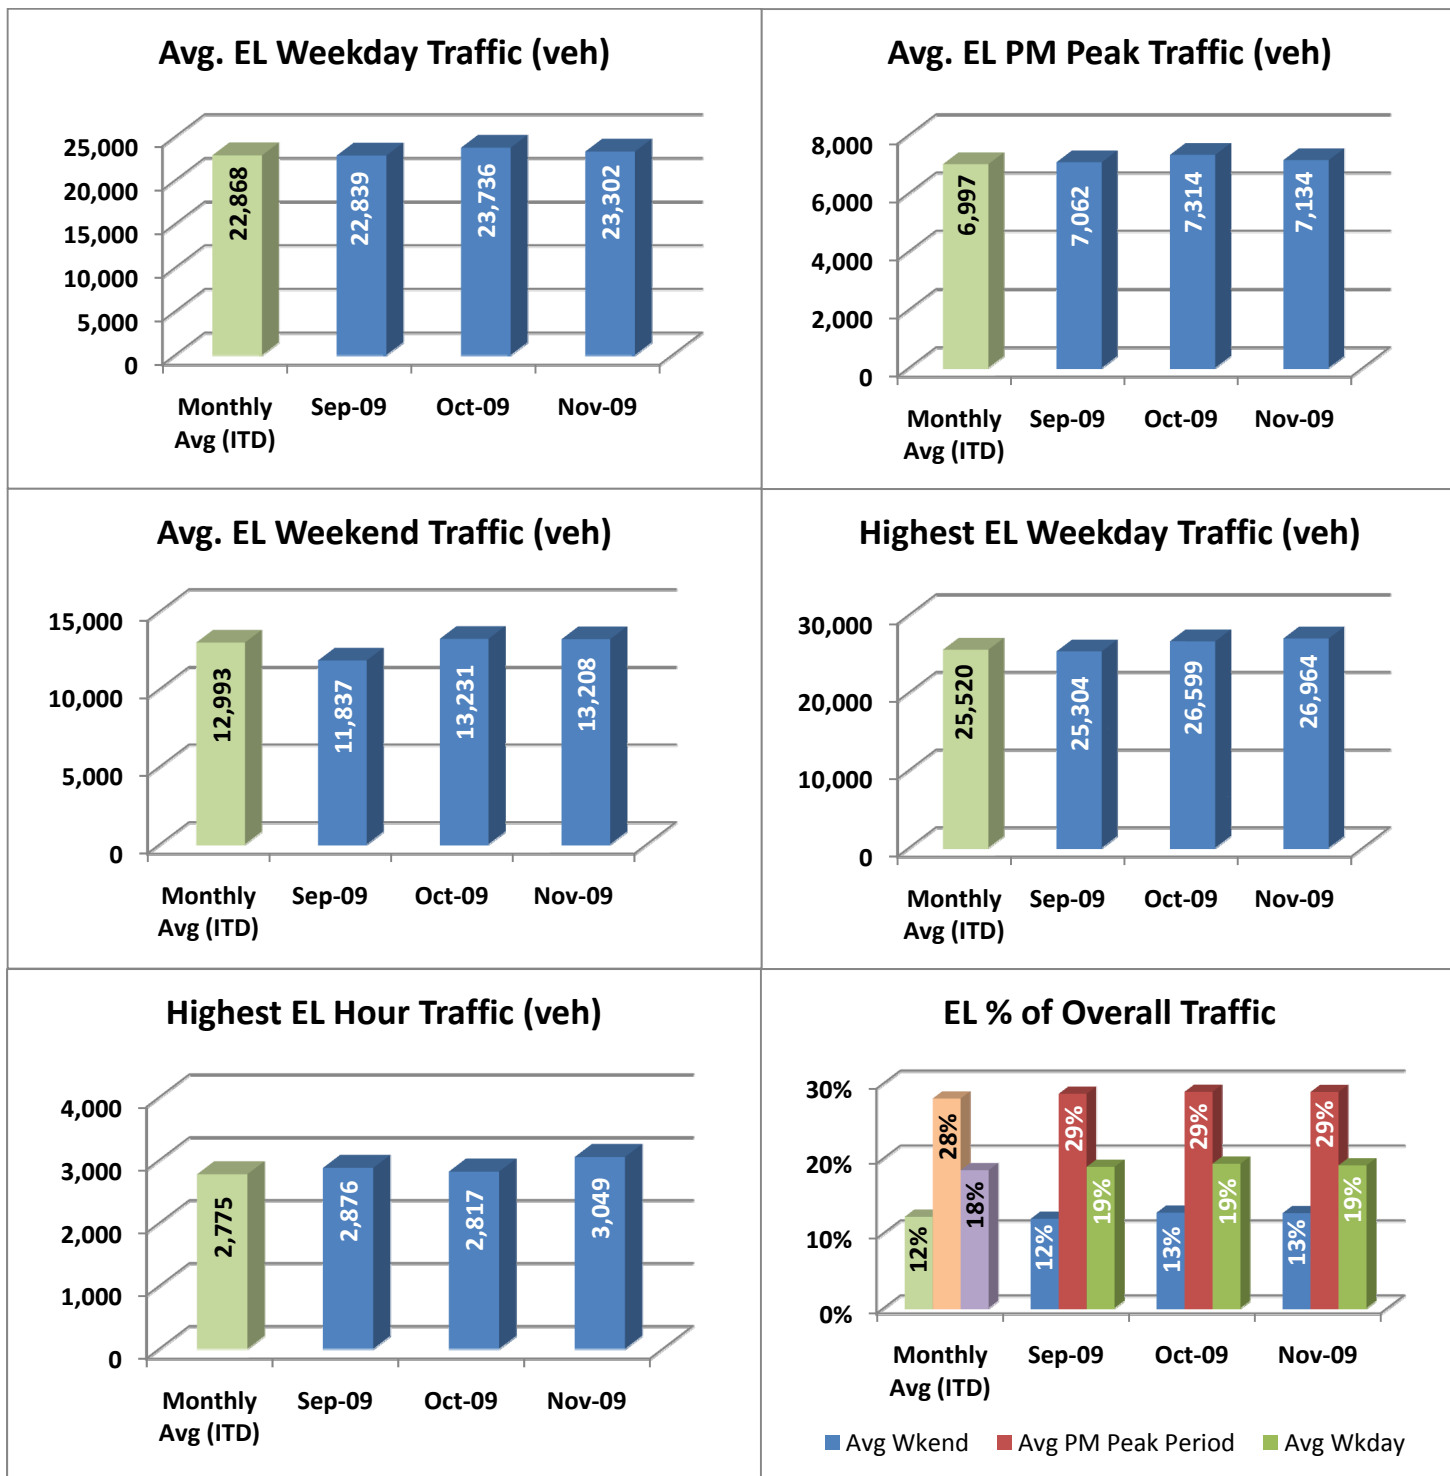 Avg. EL Weekday Traffic (veh)
25,000
20,000
15,000
10,000
5,000
0
22,868
22,839
23,736
23,302
Monthly
Avg (ITD)
Sep-09
Oct-09
Nov-09
Avg. EL PM Peak Traffic (veh)
8,000
6,000
4,000
2,000
0
6,997
7,062
7,314
7,134
Monthly
Avg (ITD)
Sep-09
Oct-09
Nov-09
Avg. EL Weekend Traffic (veh)
15,000
10,000
5,000
0
12,993
11,837
13,231
13,208
Monthly
Avg (ITD)
Sep-09
Oct-09
Nov-09
Highest EL Weekday Traffic (veh)
30,000
20,000
10,000
0
25,520
25,304
26,599
26,964
Monthly
Avg (ITD)
Sep-09
Oct-09
Nov-09
Highest EL Hour Traffic (veh)
4,000
3,000
2,000
1,000
0
2,775
2,876
2,817
3,049
Monthly
Avg (ITD)
Sep-09
Oct-09
Nov-09
EL % of Overall Traffic
30%
20%
10%
0%
12%
28%
18%
12%
29%
19%
13%
29%
19%
13%
29%
19%
Monthly
Avg (ITD)
Sep-09
Oct-09
Nov-09
Avg Wkend
Avg PM Peak Period
Avg Wkday